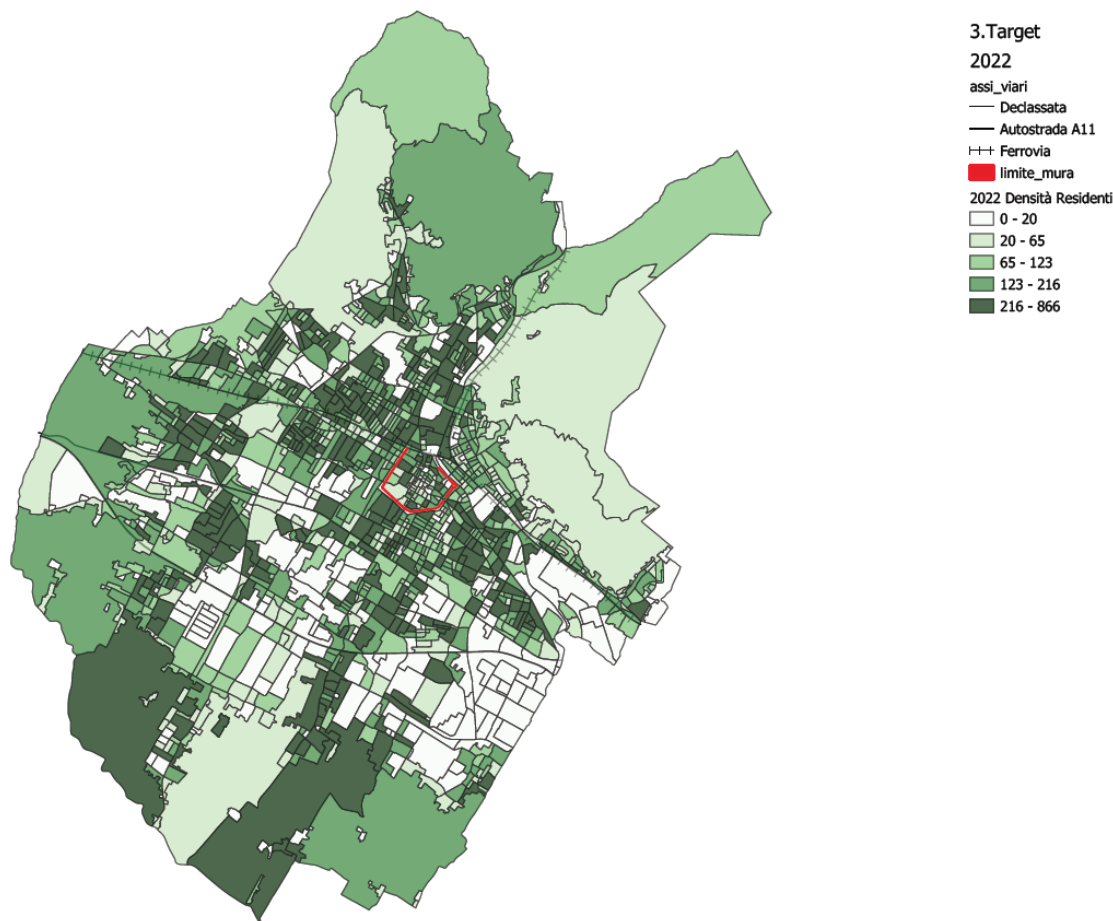 3.Target
2022
assi_viari
Declassata
Autostrada A11
Ferrovia
limite_mura
2022 Densità Residenti
0 - 20
20 - 65
65 - 123
123 - 216
216 - 866